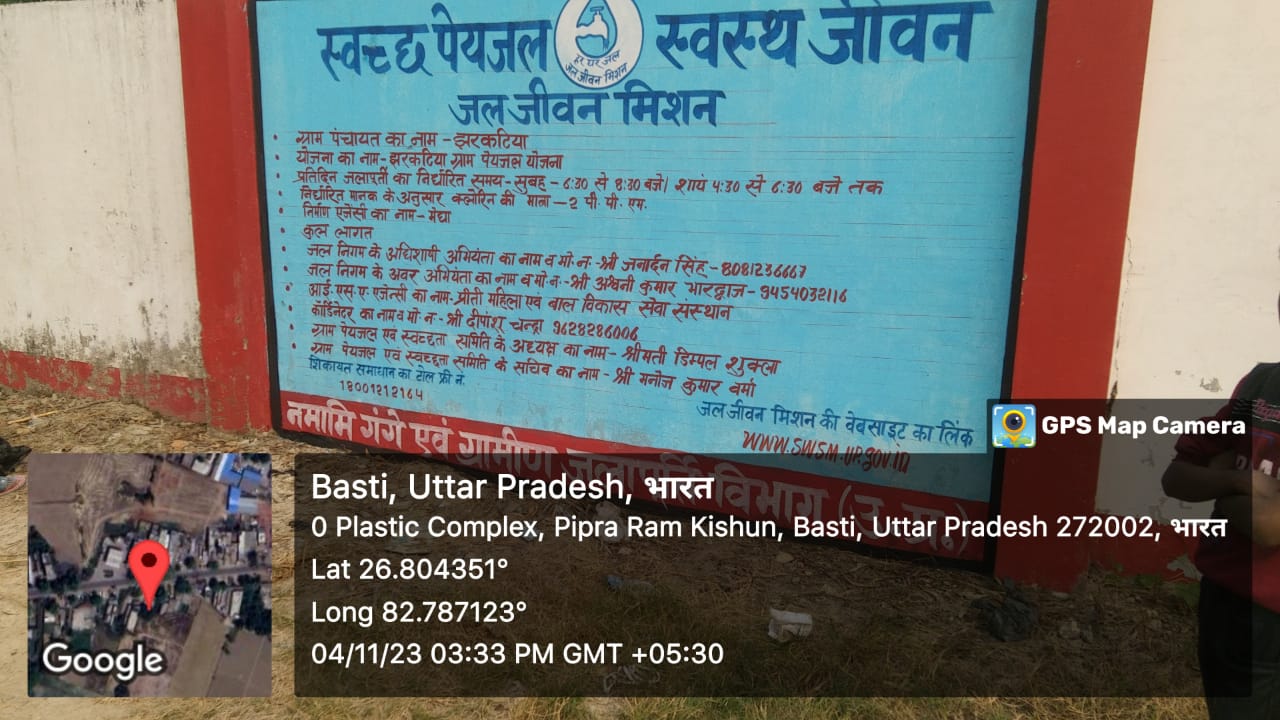 स्वच्छ पेयजल स्वस्थ जीवन
हर घर जल
जल जीवन मिशन
जल जीवन मिशन
• ग्राम पंचायत का नाम - झरकटिया
• योजना का नाम - झरकटिया ग्राम पेयजल योजना
• प्रतिदिन जलापूर्ती का निर्धारित समय - सुबह - 6:30 से 8:30 बजे। शायं 4:30 से 6:30 बजे तक
• निर्धारित मानक के अनुसार क्लोरिन की मात्रा - 2 पी. पी. एम.
• निर्माण एजेंसी का नाम - मेघा
• कुल लागत
• जल निगम के अधिशाषी अभियंता का नाम व मो. न. - श्री जनार्दन सिंह - 8081236667
• जल निगम के अवर अभियंता का नाम व मो. न. - श्री अश्वनी कुमार भारद्वाज - 9454032116
• आई. एस. ए. एजेन्सी का नाम - प्रीती महिला एवं बाल विकास सेवा संस्थान
• कॉर्डिनेटर का नाम व मो. न. - श्री दीपांशू चन्द्रा 9628286006
• ग्राम पेयजल एवं स्वच्छता समिति के अध्यक्ष का नाम - श्रीमती डिम्पल शुक्ला
• ग्राम पेयजल एवं स्वच्छता समिति के सचिव का नाम - श्री मनोज कुमार वर्मा
शिकायत समाधान का टोल फ्री नं.
18001212164
जल जीवन मिशन की वेबसाइट का लिंक
WWW.SWSM.UP.gov.in
नमामि गंगे एवं ग्रामीण जलापूर्ति विभाग (उ. प्र.)
GPS Map Camera
Basti, Uttar Pradesh, भारत
0 Plastic Complex, Pipra Ram Kishun, Basti, Uttar Pradesh 272002, भारत
Lat 26.804351°
Long 82.787123°
04/11/23 03:33 PM GMT +05:30
Google